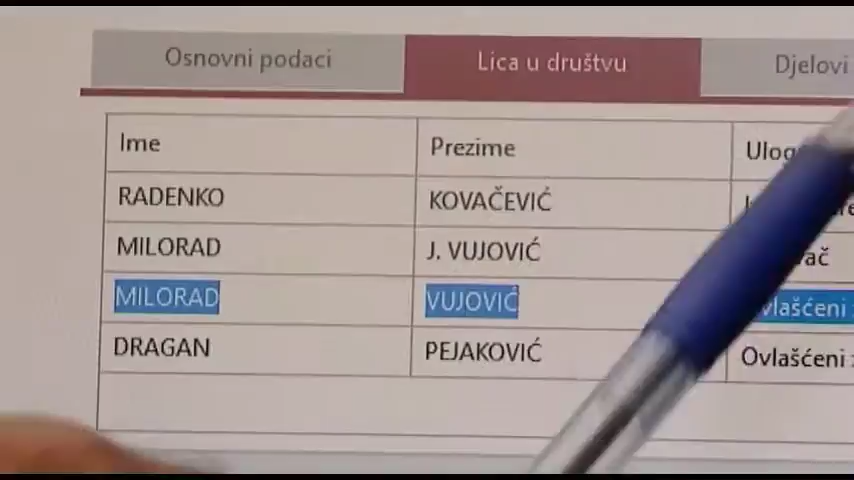 Osnovni podaci Lica u društvu Djelovi
Ime Prezime
RADENKO KOVAČEVIĆ
MILORAD J. VUJOVIĆ
MILORAD VUJOVIĆ
DRAGAN PEJAKOVIĆ Ovlašćeni